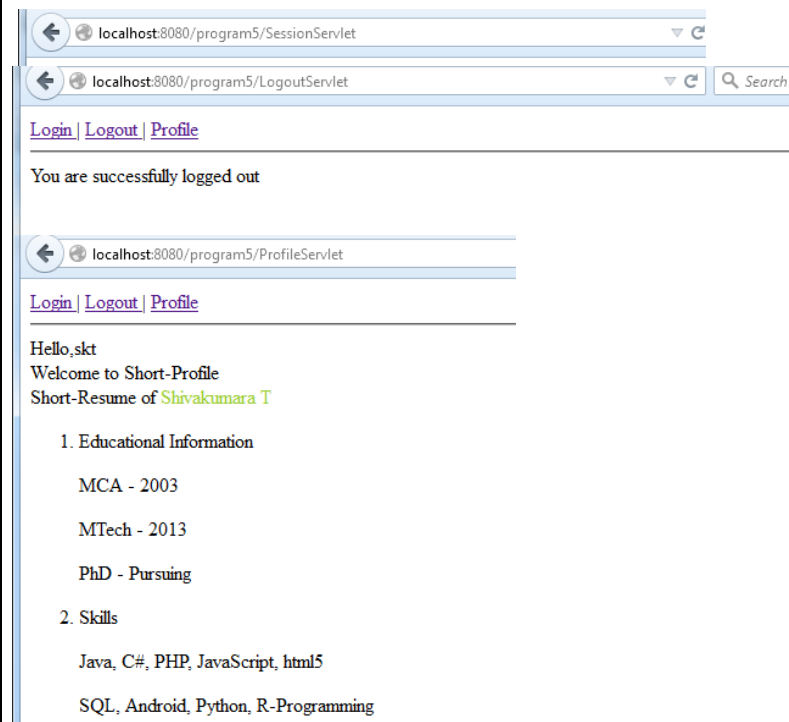 localhost:8080/program5/SessionServlet
localhost:8080/program5/LogoutServlet
Search
Login | Logout | Profile
You are successfully logged out
localhost:8080/program5/ProfileServlet
Login | Logout | Profile
Hello,skt
Welcome to Short-Profile
Short-Resume of Shivakumara T
1. Educational Information
MCA - 2003
MTech - 2013
PhD - Pursuing
2. Skills
Java, C#, PHP, JavaScript, html5
SQL, Android, Python, R-Programming